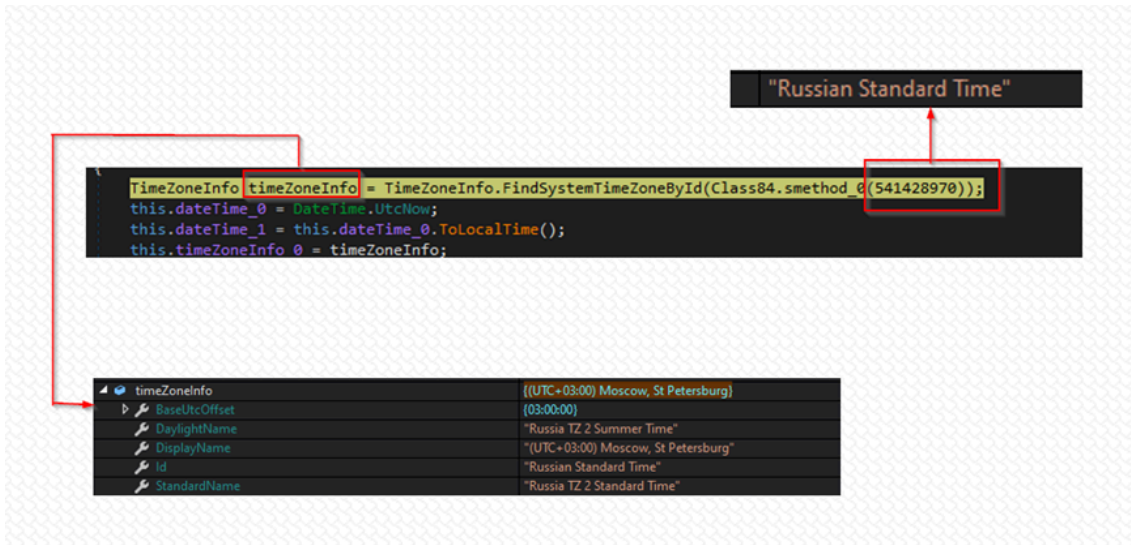 "Russian Standard Time"
{
TimeZoneInfo timeZoneInfo = TimeZoneInfo.FindSystemTimeZoneById(Class84.smethod_0(541428970));
this.dateTime_0 = DateTime.UtcNow;
this.dateTime_1 = this.dateTime_0.ToLocalTime();
this.timeZoneInfo_0 = timeZoneInfo;
timeZoneInfo {(UTC+03:00) Moscow, St Petersburg}
BaseUtcOffset {03:00:00}
DaylightName "Russia TZ 2 Summer Time"
DisplayName "(UTC+03:00) Moscow, St Petersburg"
Id "Russian Standard Time"
StandardName "Russia TZ 2 Standard Time"